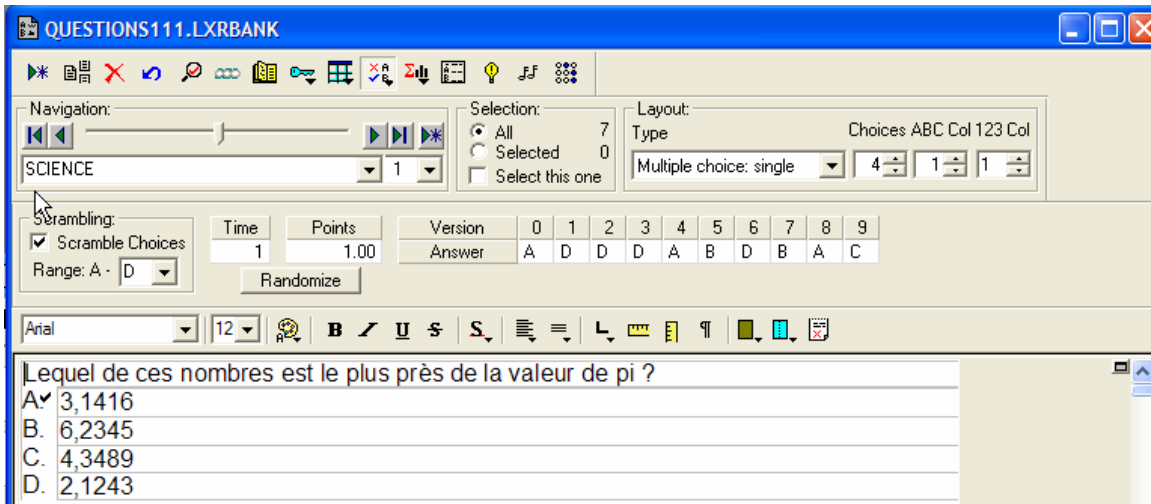 QUESTIONS111.LXRBANK
Navigation:
SCIENCE
1
Selection:
All 7
Selected 0
Select this one
Layout:
Type Choices ABC Col 123 Col
Multiple choice: single 4 1 1
Scrambling:
Scramble Choices
Range: A - D
Time Points
1 1.00
Randomize
Version 0 1 2 3 4 5 6 7 8 9
Answer A D D D A B D B A C
Arial 12 B I U S S
Lequel de ces nombres est le plus près de la valeur de pi ?
A. 3,1416
B. 6,2345
C. 4,3489
D. 2,1243